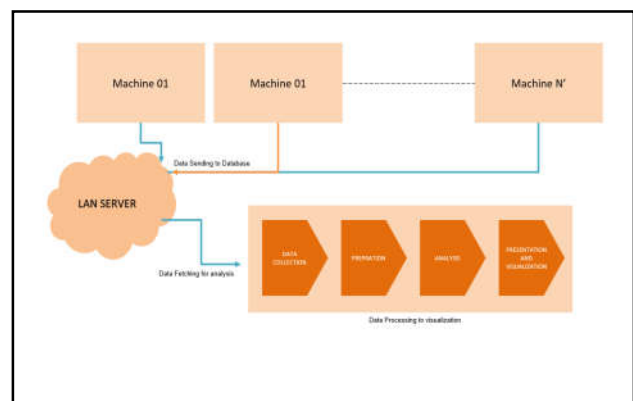 Machine 01
Machine 01
Machine N'
Data Sending to Database
LAN SERVER
DATA
COLLECTION
PREPRATION
ANALYSIS
PRESENTATION
AND
VISUALIZATION
Data Fetching for analysis
Data Processing to visualization